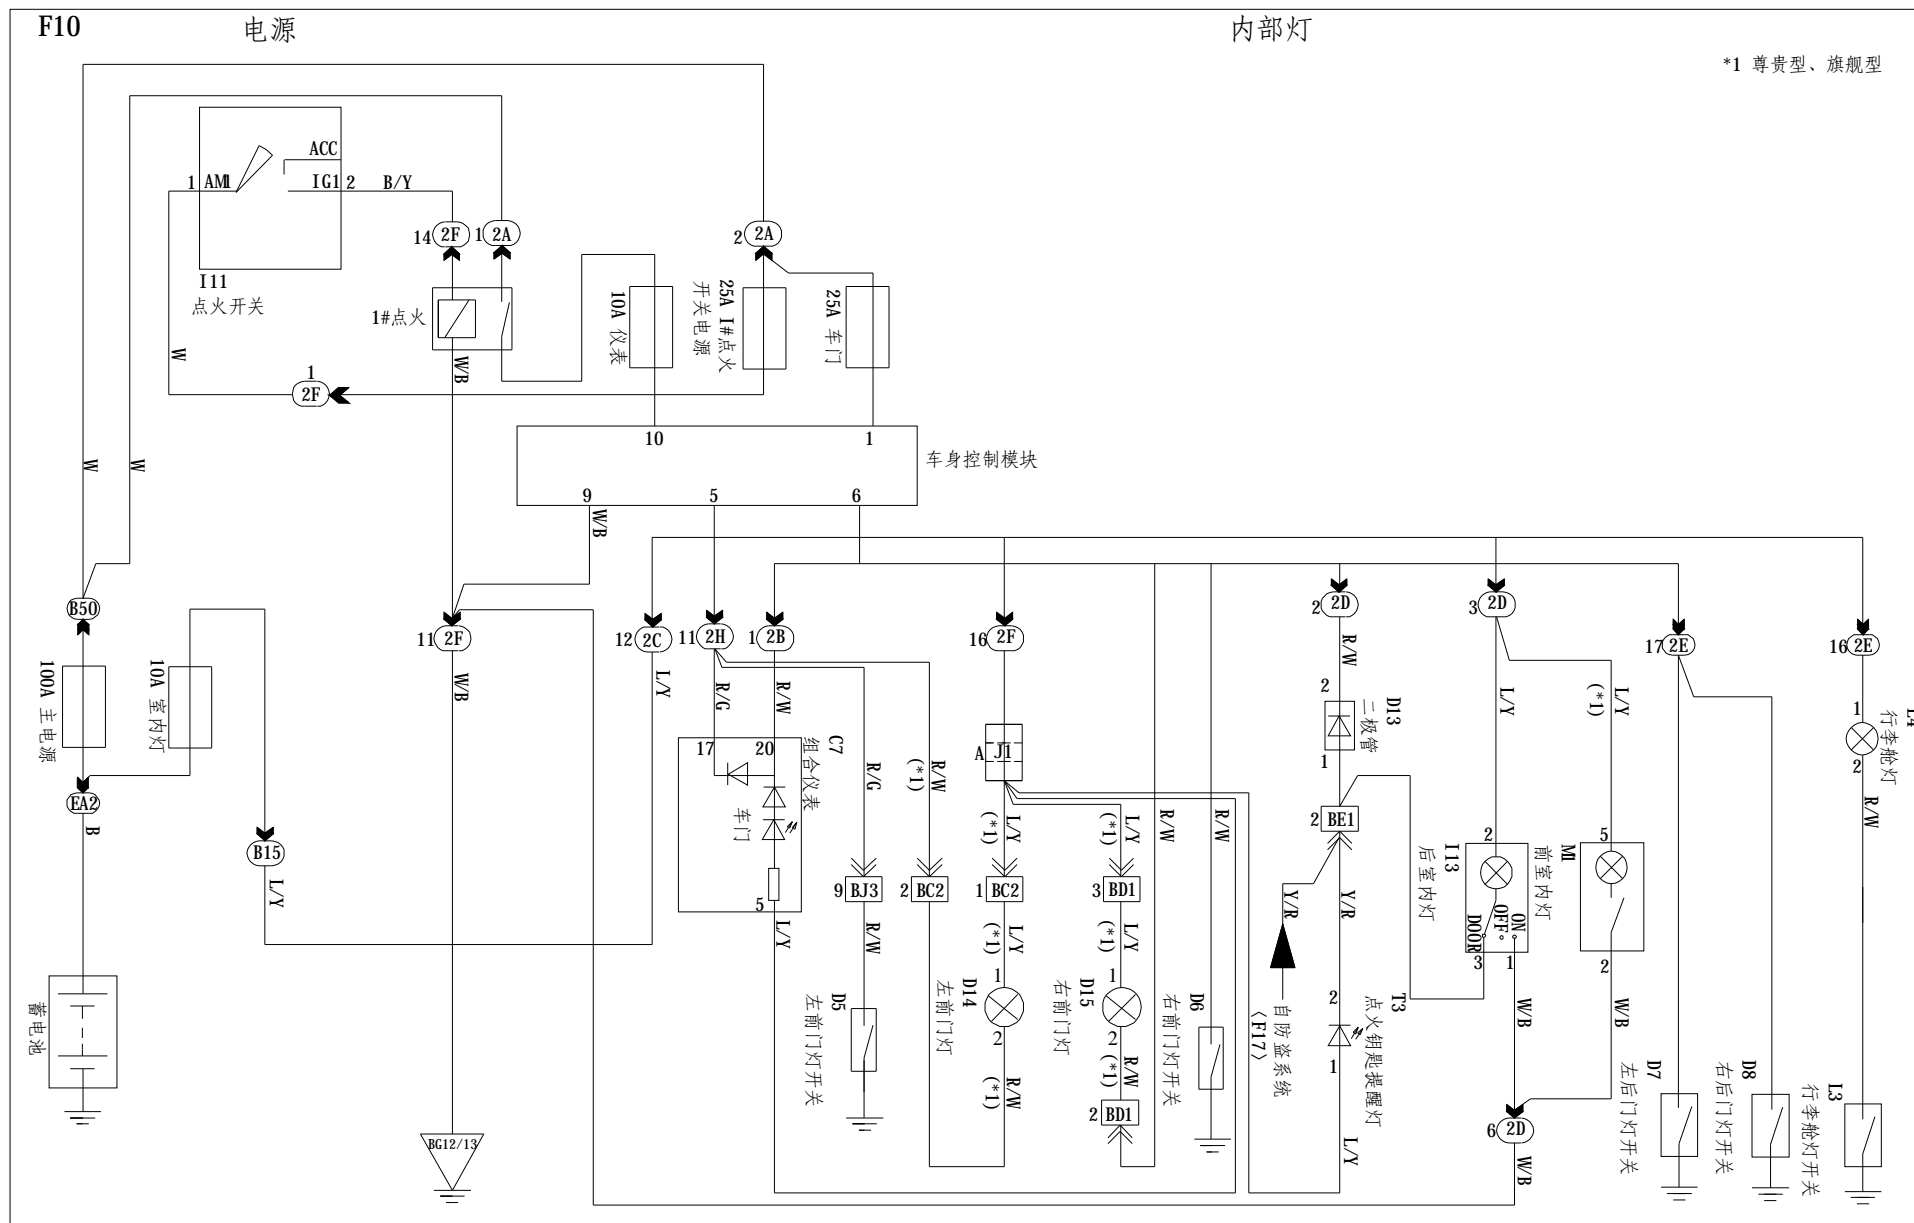 F10
电源
内部灯
*1 尊贵型、旗舰型
ACC
1
AM1
IG1
2
B/Y
I11
点火开关
14
2F
1
2A
2
2A
1#点火
W/B
10A 仪表
25A I#点火
开关电源
25A 车门
W
1
2F
W
W
10
1
车身控制模块
9
5
6
W/B
B50
100A 主电源
10A 室内灯
EA2
B
B15
L/Y
蓄电池
11
2F
W/B
BG12/13
12
2C
L/Y
11
2H
R/G
1
2B
R/W
17
20
C7
组合仪表
车门
5
L/Y
R/G
9
BJ3
R/W
D5
左前门灯开关
R/W
(*1)
2
BC2
16
2F
A
J1
L/Y
(*1)
1
BC2
L/Y
(*1)
1
D14
左前门灯
2
R/W
(*1)
L/Y
(*1)
3
BD1
L/Y
(*1)
1
D15
右前门灯
2
R/W
(*1)
2
BD1
R/W
R/W
D6
右前门灯开关
2
2D
R/W
2
D13
二极管
1
2
BE1
Y/R
Y/R
自防盗系统
〈F17〉
2
T3
点火钥匙提醒灯
1
L/Y
3
2D
L/Y
L/Y
(*1)
2
I13
后室内灯
DOOR
OFF
ON
3
1
W/B
5
M1
前室内灯
2
W/B
6
2D
W/B
17
2E
D7
左后门灯开关
D8
右后门灯开关
16
2E
1
L4
行李舱灯
2
R/W
L3
行李舱灯开关